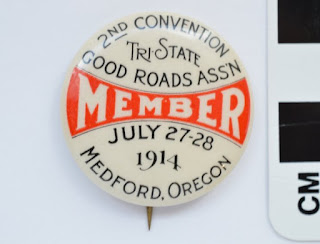 2ND CONVENTION
TRI-STATE
GOOD ROADS ASS'N
MEMBER
JULY 27-28
1914
MEDFORD, OREGON
CM